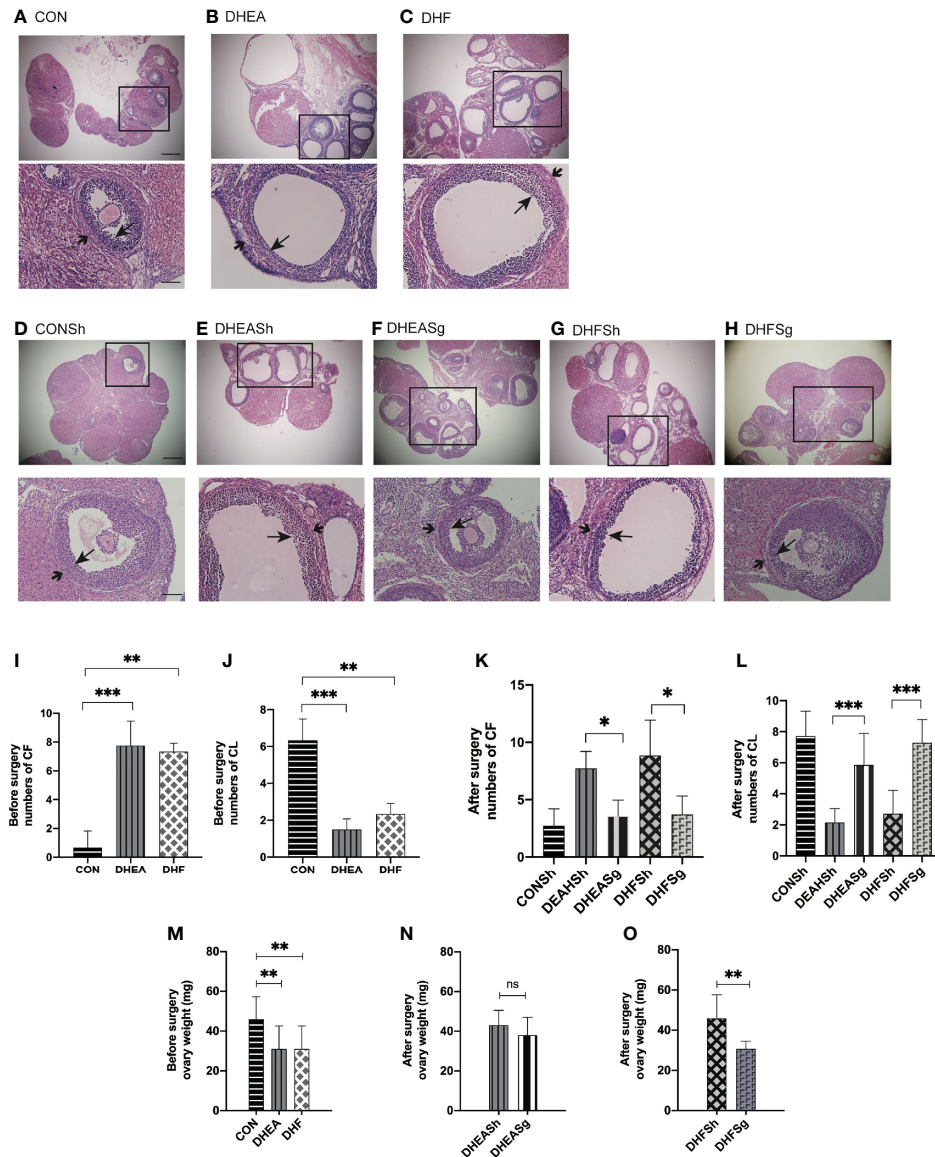 A CON
B DHEA
C DHF
D CONSh
E DHEASh
F DHEASg
G DHFSh
H DHFSg
I
**
***
Before surgery
numbers of CF
10
8
6
4
2
0
CON
DHEA
DHF
J
**
***
Before surgery
numbers of CL
8
6
4
2
0
CON
DHEA
DHF
K
*
*
After surgery
numbers of CF
15
10
5
0
CONSh
DEAHSh
DHEASg
DHFSh
DHFSg
L
***
***
After surgery
numbers of CL
10
8
6
4
2
0
CONSh
DEAHSh
DHEASg
DHFSh
DHFSg
M
**
**
Before surgery
ovary weight (mg)
80
60
40
20
0
CON
DHEA
DHF
N
ns
After surgery
ovary weight (mg)
80
60
40
20
0
DHEASh
DHEASg
O
**
After surgery
ovary weight (mg)
80
60
40
20
0
DHFSh
DHFSg